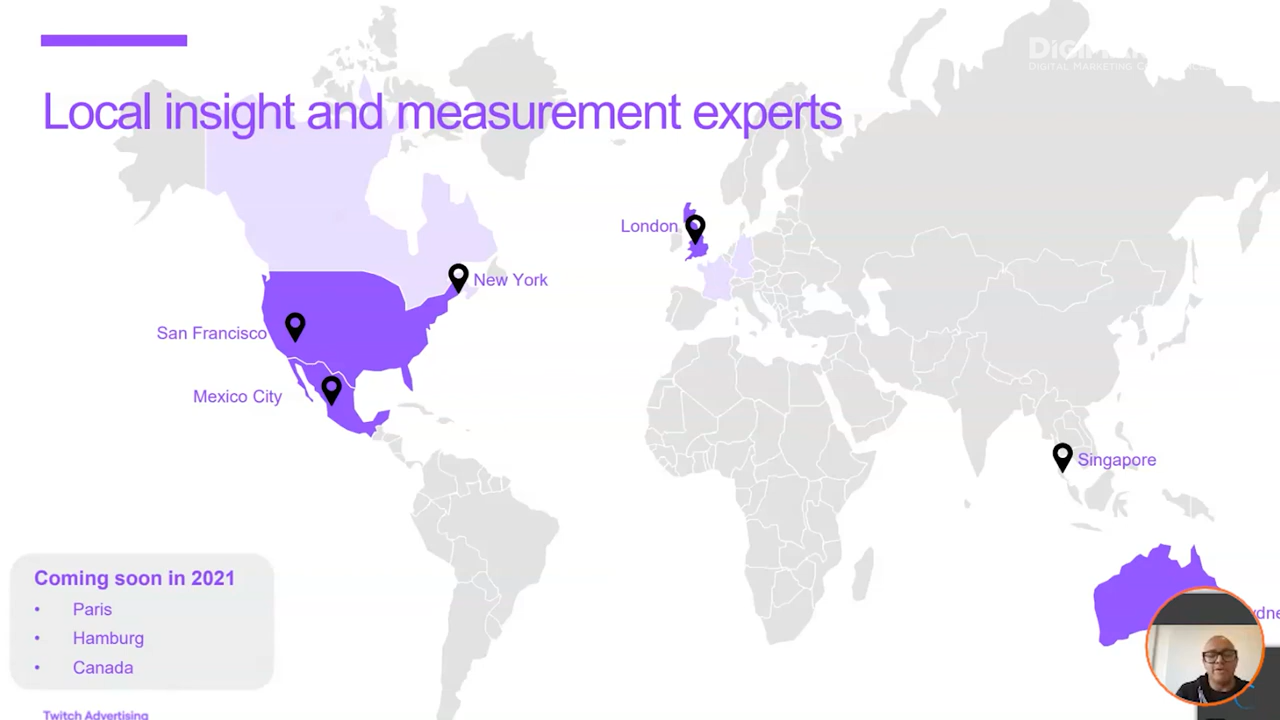 Local insight and measurement experts
London
New York
San Francisco
Mexico City
Singapore
Coming soon in 2021
• Paris
• Hamburg
• Canada
Twitch Advertising